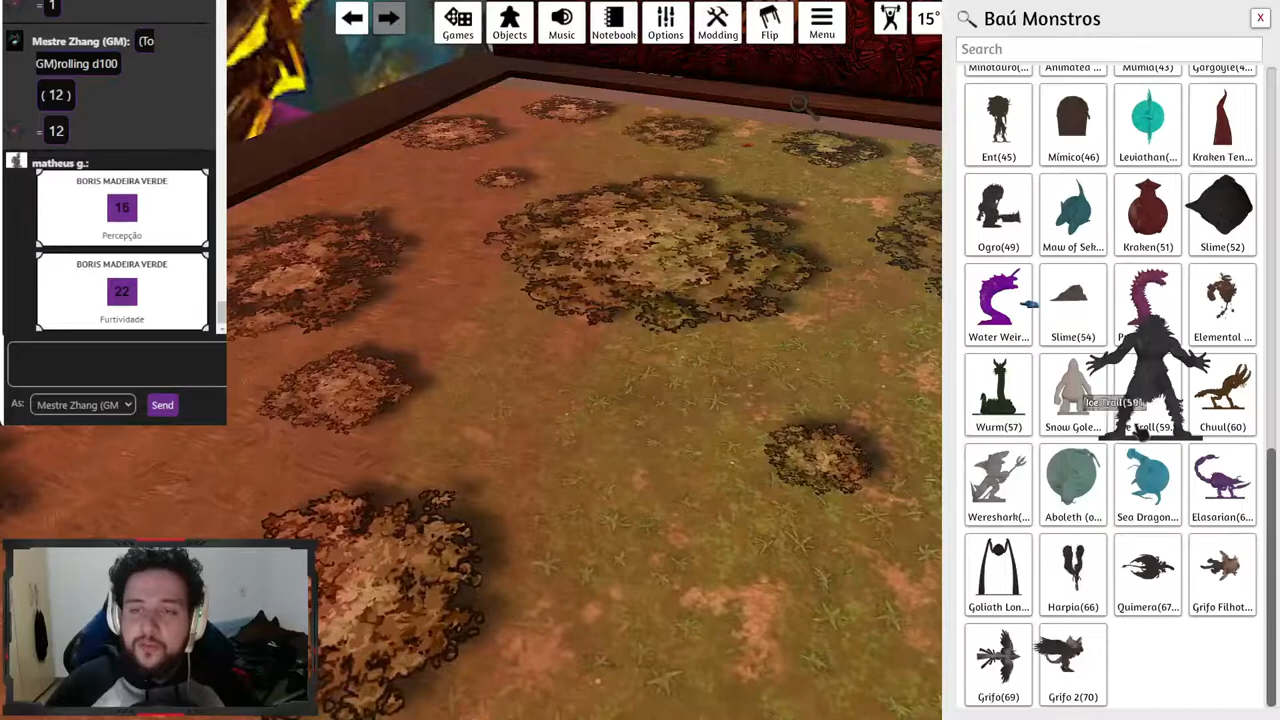 = 1
Mestre Zhang (GM): (To
GM)rolling d100
( 12 )
= 12
matheus g.:
BORIS MADEIRA VERDE
16
Percepção
BORIS MADEIRA VERDE
22
Furtividade
As: Mestre Zhang (GM Send
Games Objects Music Notebook Options Modding Flip Menu 15°
Baú Monstros X
Search
Minotauro(... Animated ... Múmia(43) Gargoyle(4...
Ent(45) Mímico(46) Leviathan(... Kraken Ten...
Ogro(49) Maw of Sek... Kraken(51) Slime(52)
Water Weir... Slime(54) Elemental ...
Ice Troll(59)
Wurm(57) Snow Gole... Chuul(60)
Wereshark(... Aboleth (o... Sea Dragon... Elasarian(6...
Goliath Lon... Harpia(66) Quimera(67... Grifo Filhot...
Grifo(69) Grifo 2(70)